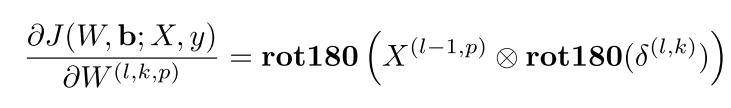 ∂J(W, b; X, y) / ∂W^(l,k,p) = rot180 ( X^(l−1,p) ⊗ rot180(δ^(l,k)) )